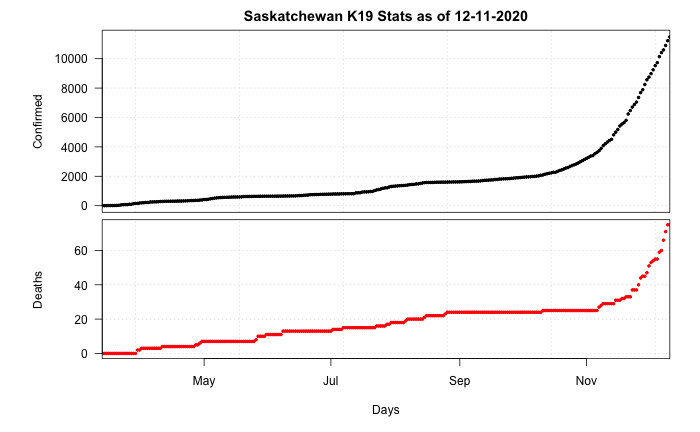 Saskatchewan K19 Stats as of 12-11-2020
Confirmed
10000
8000
6000
4000
2000
0
Deaths
60
40
20
0
May Jul Sep Nov
Days